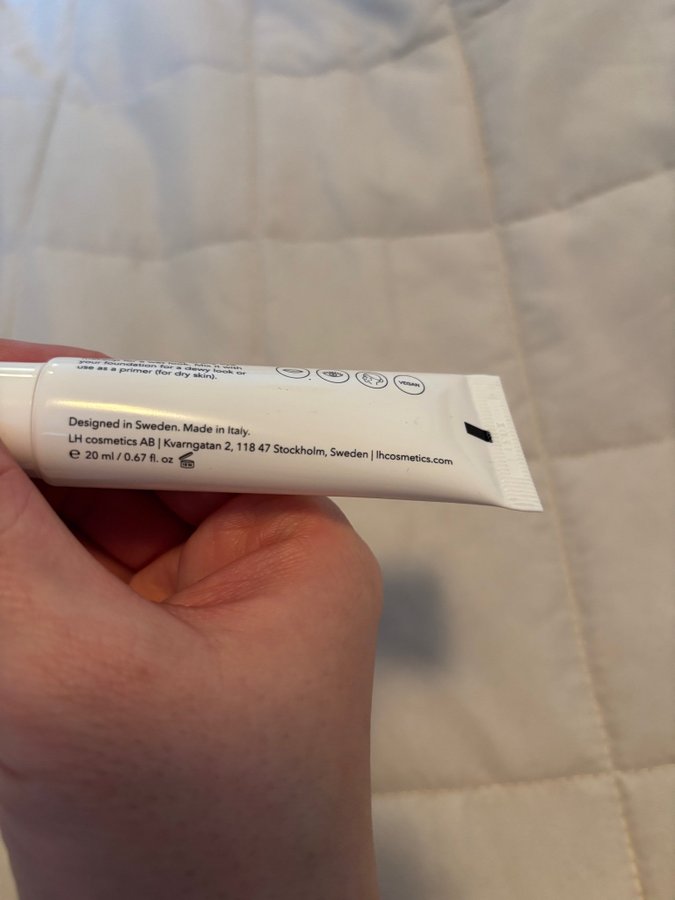 your foundation for a dewy look or
use as a primer (for dry skin).
VEGAN
Designed in Sweden. Made in Italy.
LH cosmetics AB | Kvarngatan 2, 118 47 Stockholm, Sweden | lhcosmetics.com
℮ 20 ml / 0.67 fl. oz